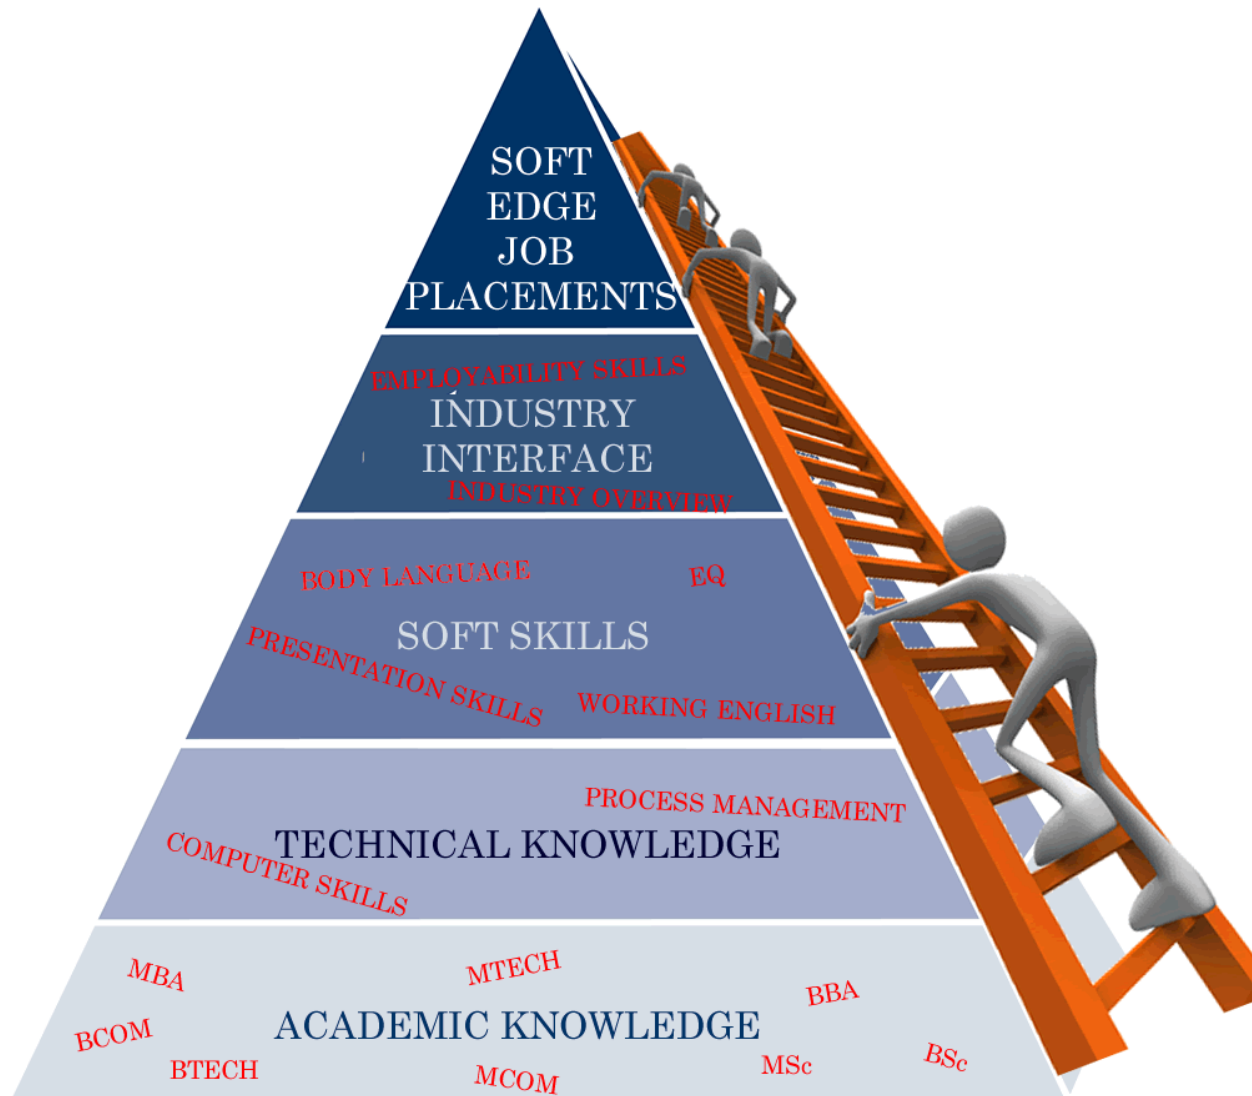 SOFT
EDGE
JOB
PLACEMENTS
EMPLOYABILITY SKILLS
INDUSTRY
INTERFACE
INDUSTRY OVERVIEW
BODY LANGUAGE
EQ
SOFT SKILLS
PRESENTATION SKILLS
WORKING ENGLISH
PROCESS MANAGEMENT
TECHNICAL KNOWLEDGE
COMPUTER SKILLS
MBA
MTECH
BBA
BCOM
ACADEMIC KNOWLEDGE
BTECH
MCOM
MSc
BSc